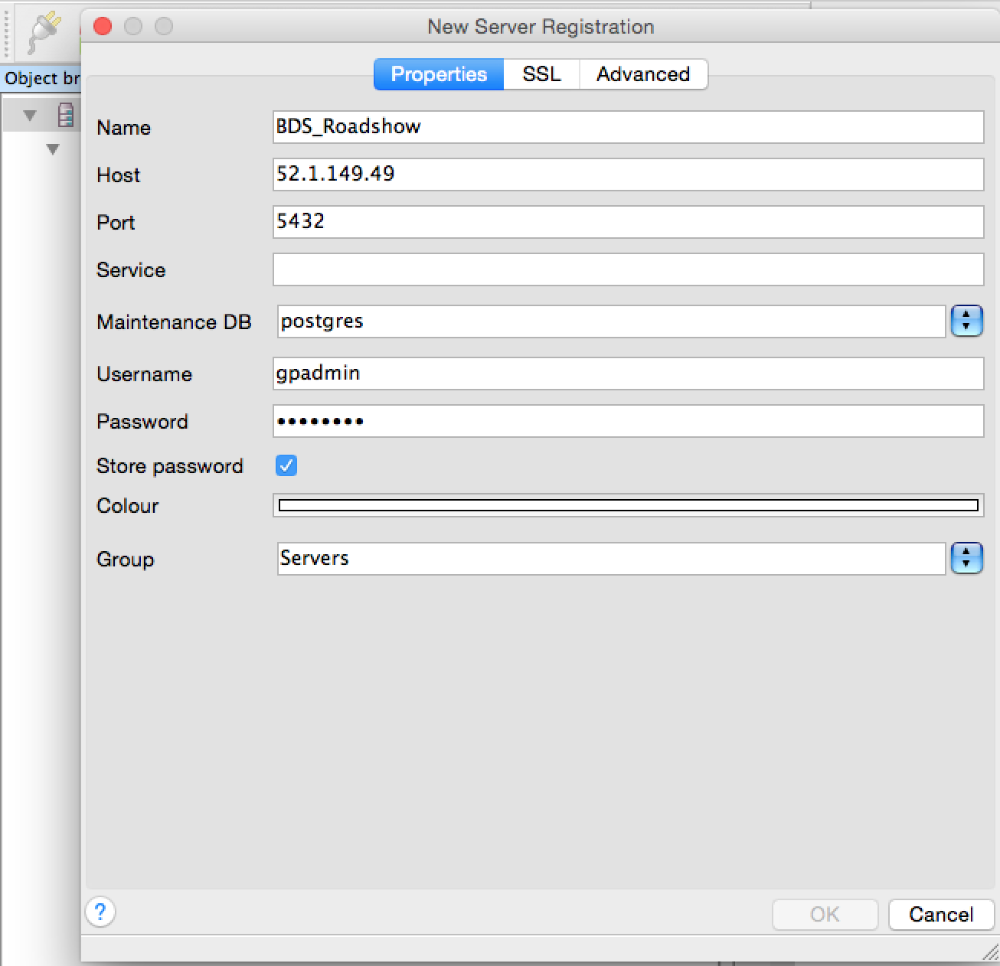 New Server Registration
Object br
Properties SSL Advanced
Name BDS_Roadshow
Host 52.1.149.49
Port 5432
Service
Maintenance DB postgres
Username gpadmin
Password ••••••••
Store password
Colour
Group Servers
? OK Cancel